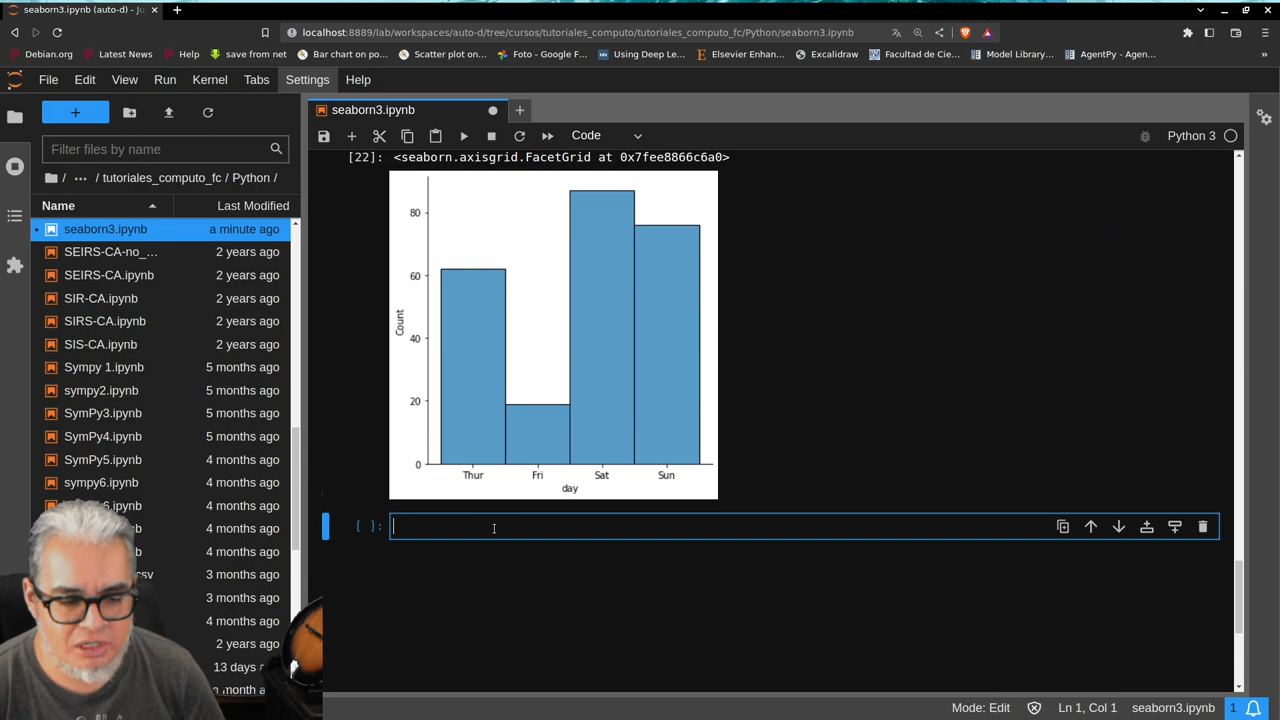 seaborn3.ipynb (auto-d) - Ju
localhost:8889/lab/workspaces/auto-d/tree/cursos/tutoriales_computo/tutoriales_computo_fc/Python/seaborn3.ipynb
Debian.org Latest News Help save from net Bar chart on po... Scatter plot on... Google Foto - Goog... Using Deep Le... Elsevier Enhan... Excalidraw Facultad de Cie... Model Library... AgentPy - Agen...
File Edit View Run Kernel Tabs Settings Help
seaborn3.ipynb
Filter files by name
Code
Python 3
/ ... / tutoriales_computo_fc / Python /
Name Last Modified
seaborn3.ipynb a minute ago
SEIRS-CA-no_... 2 years ago
SEIRS-CA.ipynb 2 years ago
SIR-CA.ipynb 2 years ago
SIRS-CA.ipynb 2 years ago
SIS-CA.ipynb 2 years ago
Sympy 1.ipynb 5 months ago
sympy2.ipynb 5 months ago
SymPy3.ipynb 5 months ago
SymPy4.ipynb 5 months ago
SymPy5.ipynb 4 months ago
sympy6.ipynb 4 months ago
4 months ago
4 months ago
4 months ago
3 months ago
3 months ago
4 months ago
2 years ago
13 days
month
[22]: <seaborn.axisgrid.FacetGrid at 0x7fee8866c6a0>
80
60
40
20
0
Count
Thur Fri Sat Sun
day
[ ]:
Mode: Edit Ln 1, Col 1 seaborn3.ipynb 1